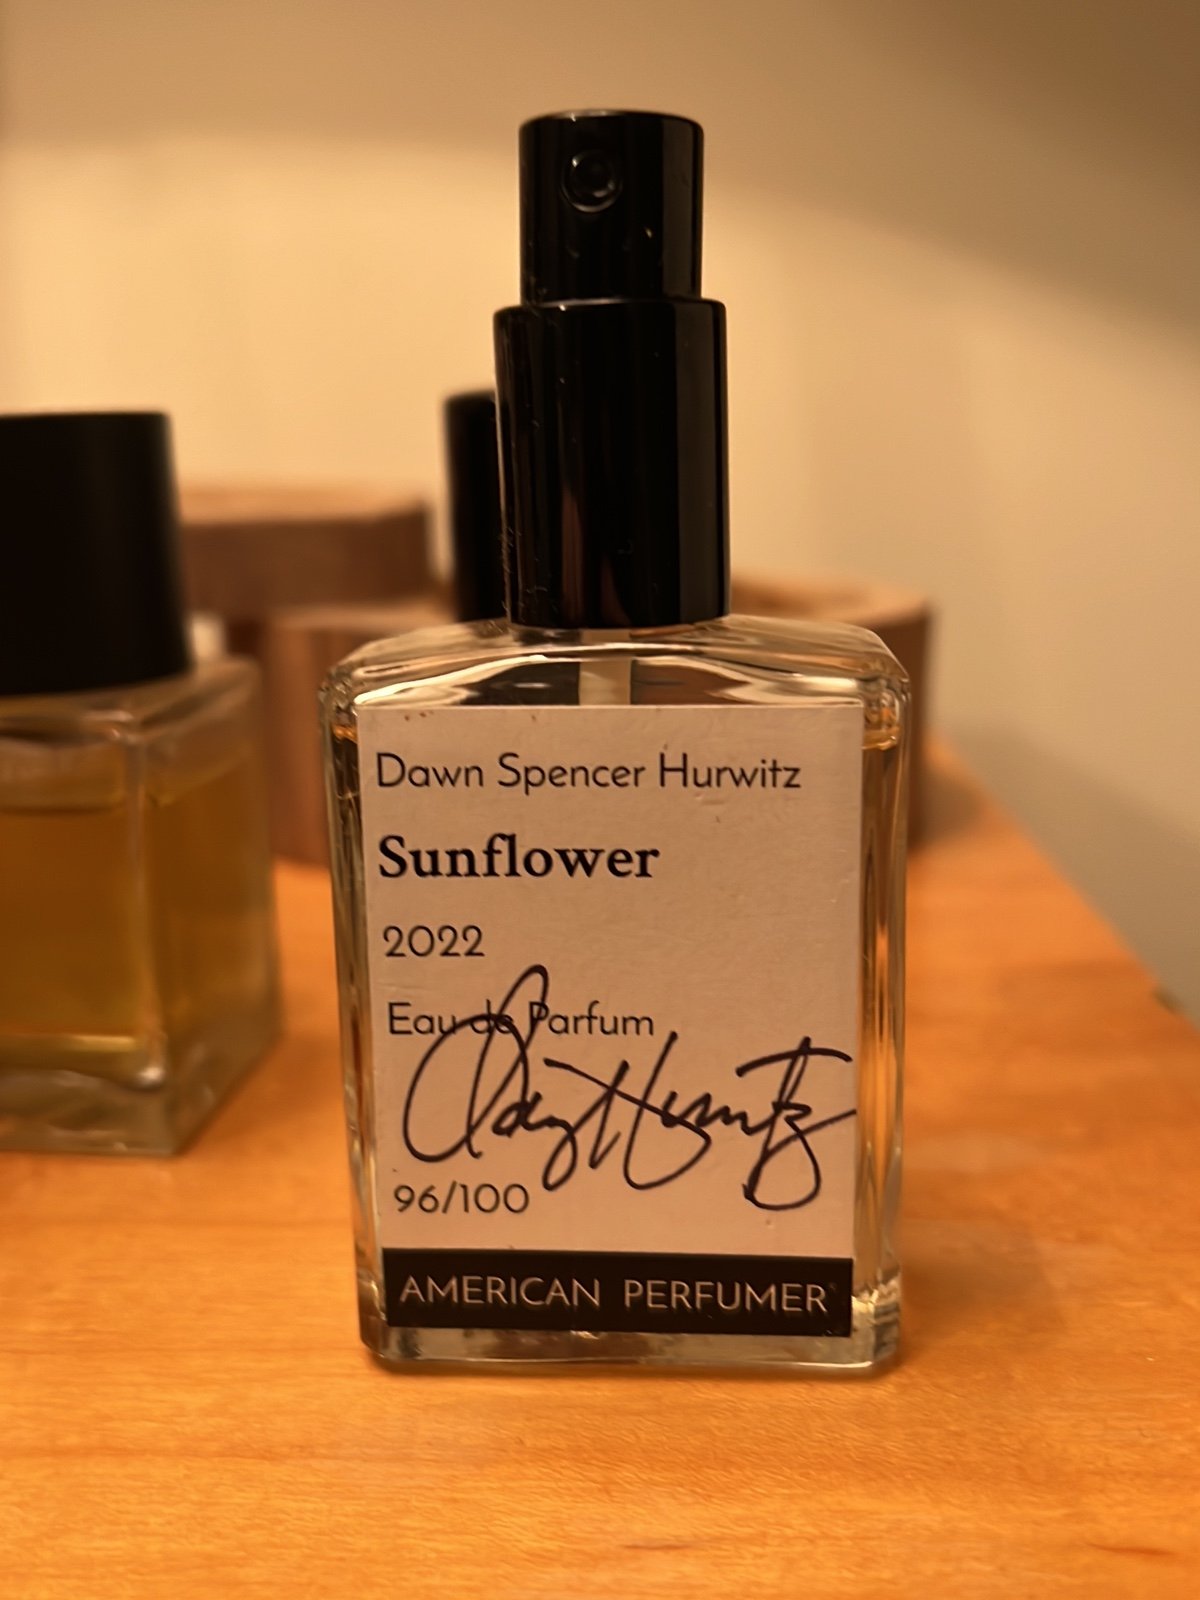 Dawn Spencer Hurwitz
Sunflower
2022
Eau de Parfum
96/100
AMERICAN PERFUMER